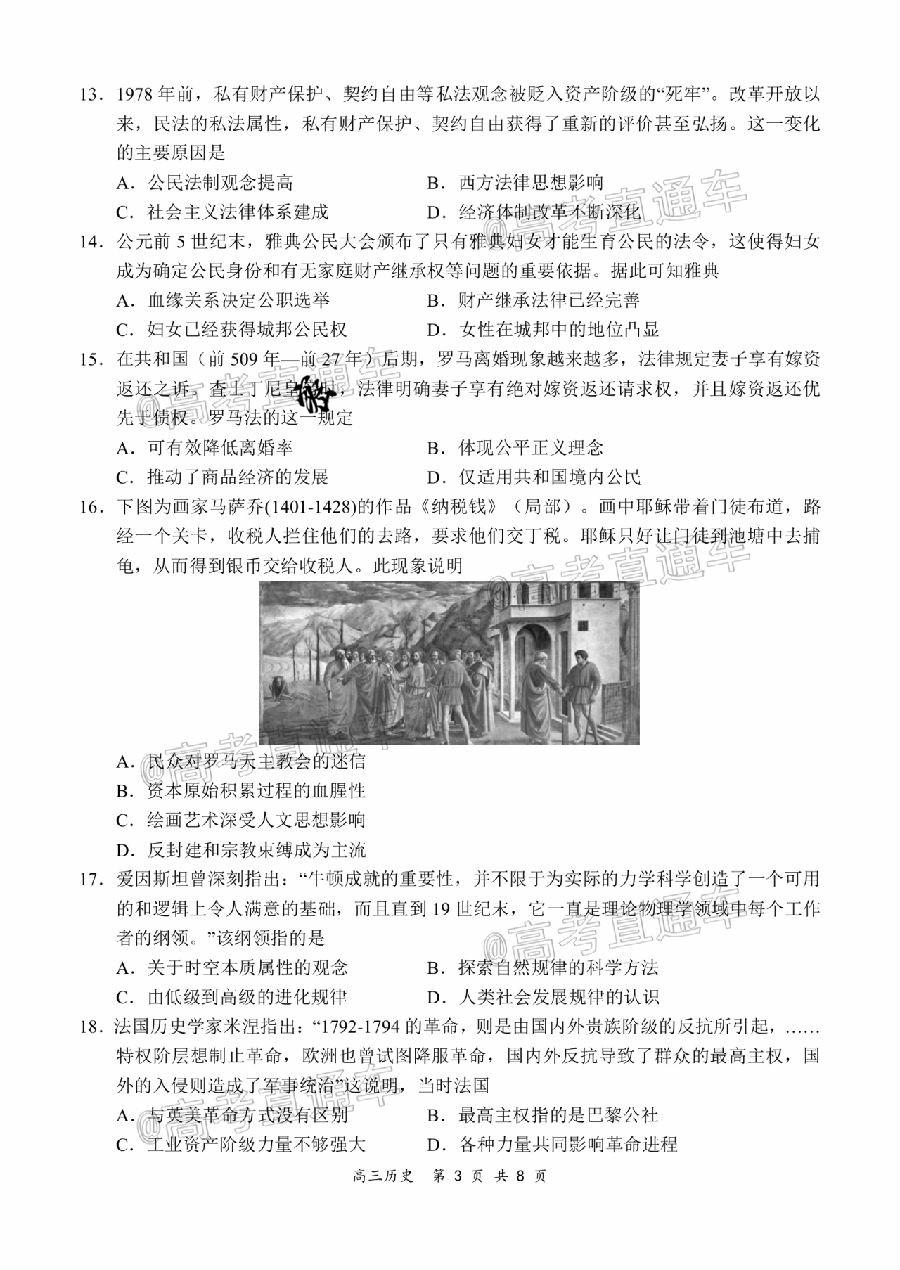 13．1978 年前，私有财产保护、契约自由等私法观念被贬入资产阶级的“死牢”。改革开放以
来，民法的私法属性，私有财产保护、契约自由获得了重新的评价甚至弘扬。这一变化
的主要原因是
A．公民法制观念提高 B．西方法律思想影响
C．社会主义法律体系建成 D．经济体制改革不断深化
14．公元前 5 世纪末，雅典公民大会颁布了只有雅典妇女才能生育公民的法令，这使得妇女
成为确定公民身份和有无家庭财产继承权等问题的重要依据。据此可知雅典
A．血缘关系决定公职选举 B．财产继承法律已经完善
C．妇女已经获得城邦公民权 D．女性在城邦中的地位凸显
15．在共和国（前 509 年—前 27 年）后期，罗马离婚现象越来越多，法律规定妻子享有嫁资
返还之诉。查士丁尼皇，法律明确妻子享有绝对嫁资返还请求权，并且嫁资返还优
先于债权。罗马法的这一规定
A．可有效降低离婚率 B．体现公平正义理念
C．推动了商品经济的发展 D．仅适用共和国境内公民
16．下图为画家马萨乔(1401-1428)的作品《纳税钱》（局部）。画中耶稣带着门徒布道，路
经一个关卡，收税人拦住他们的去路，要求他们交丁税。耶稣只好让门徒到池塘中去捕
龟，从而得到银币交给收税人。此现象说明
A．民众对罗马天主教会的迷信
B．资本原始积累过程的血腥性
C．绘画艺术深受人文思想影响
D．反封建和宗教束缚成为主流
17．爱因斯坦曾深刻指出：“牛顿成就的重要性，并不限于为实际的力学科学创造了一个可用
的和逻辑上令人满意的基础，而且直到 19 世纪末，它一直是理论物理学领域中每个工作
者的纲领。”该纲领指的是
A．关于时空本质属性的观念 B．探索自然规律的科学方法
C．由低级到高级的进化规律 D．人类社会发展规律的认识
18．法国历史学家米涅指出：“1792-1794 的革命，则是由国内外贵族阶级的反抗所引起，……
特权阶层想制止革命，欧洲也曾试图降服革命，国内外反抗导致了群众的最高主权，国
外的入侵则造成了军事统治”这说明，当时法国
A．与英美革命方式没有区别 B．最高主权指的是巴黎公社
C．工业资产阶级力量不够强大 D．各种力量共同影响革命进程
高三历史 第 3 页 共 8 页
@高考直通车
@高考直通车
@高考直通车
@高考直通车
@高考直通车
@高考直通车